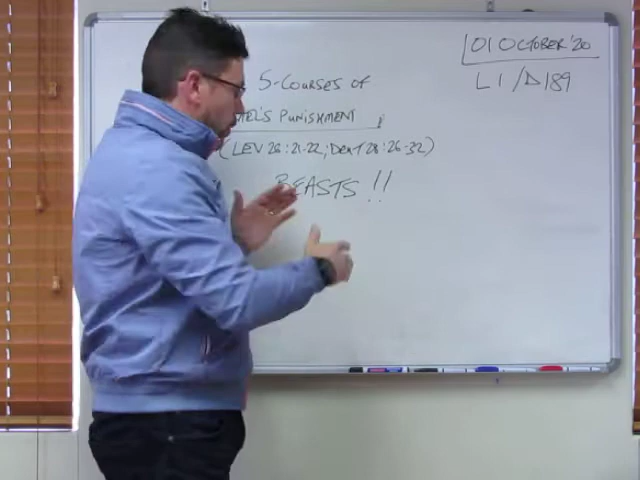 01 OCTOBER '20
L1/D189
5-COURSES OF
PUNISHMENT
(LEV 26:21-22; DEUT 28:26-32)
BEASTS!!